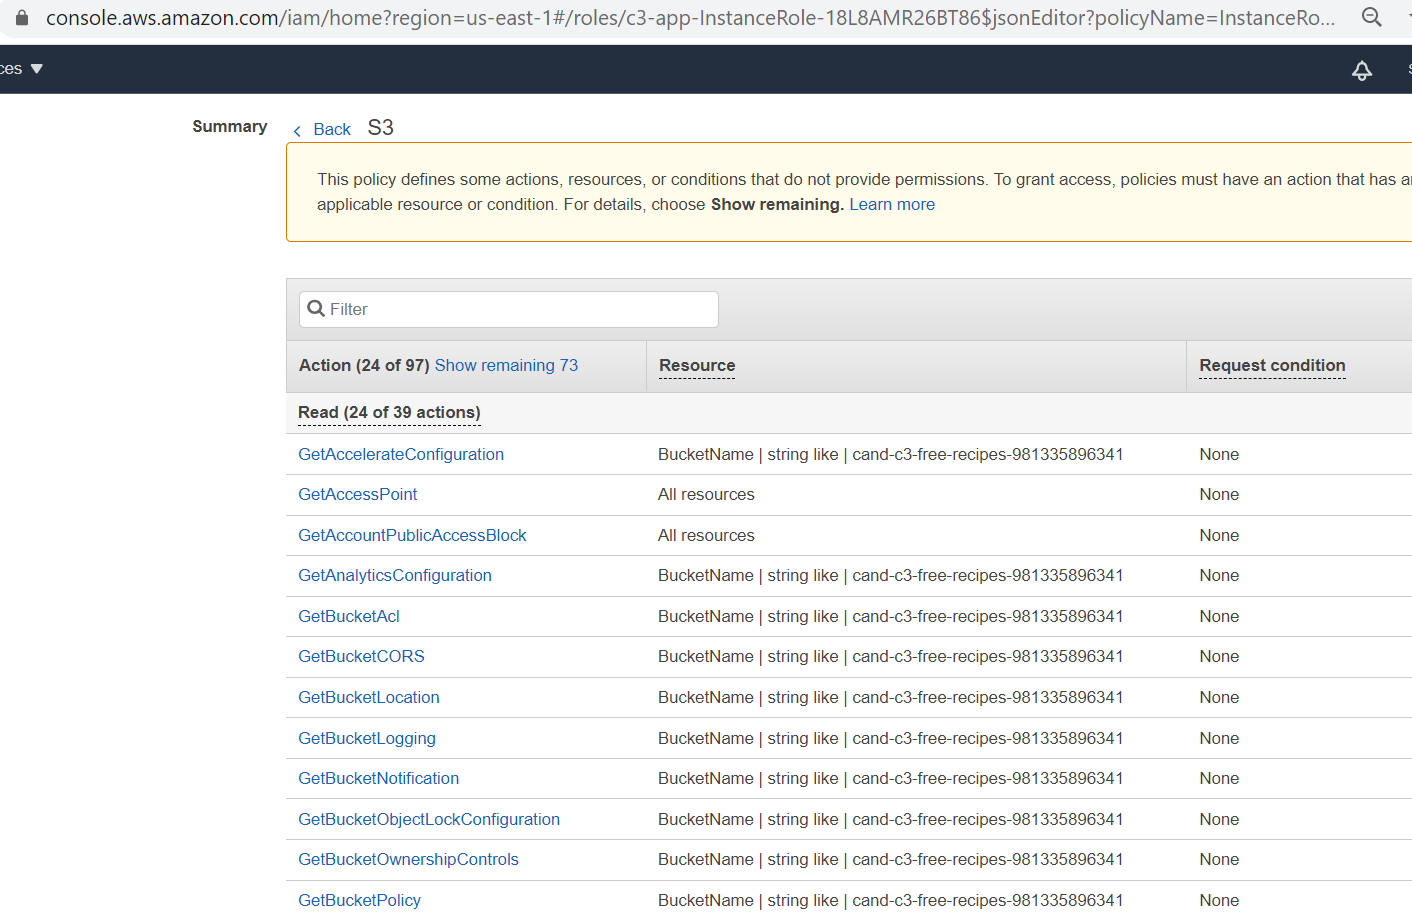 console.aws.amazon.com/iam/home?region=us-east-1#/roles/c3-app-InstanceRole-18L8AMR26BT86$jsonEditor?policyName=InstanceRo...
ces
Summary
Back S3
This policy defines some actions, resources, or conditions that do not provide permissions. To grant access, policies must have an action that has a
applicable resource or condition. For details, choose Show remaining. Learn more
Filter
Action (24 of 97) Show remaining 73 Resource Request condition
Read (24 of 39 actions)
GetAccelerateConfiguration BucketName | string like | cand-c3-free-recipes-981335896341 None
GetAccessPoint All resources None
GetAccountPublicAccessBlock All resources None
GetAnalyticsConfiguration BucketName | string like | cand-c3-free-recipes-981335896341 None
GetBucketAcl BucketName | string like | cand-c3-free-recipes-981335896341 None
GetBucketCORS BucketName | string like | cand-c3-free-recipes-981335896341 None
GetBucketLocation BucketName | string like | cand-c3-free-recipes-981335896341 None
GetBucketLogging BucketName | string like | cand-c3-free-recipes-981335896341 None
GetBucketNotification BucketName | string like | cand-c3-free-recipes-981335896341 None
GetBucketObjectLockConfiguration BucketName | string like | cand-c3-free-recipes-981335896341 None
GetBucketOwnershipControls BucketName | string like | cand-c3-free-recipes-981335896341 None
GetBucketPolicy BucketName | string like | cand-c3-free-recipes-981335896341 None